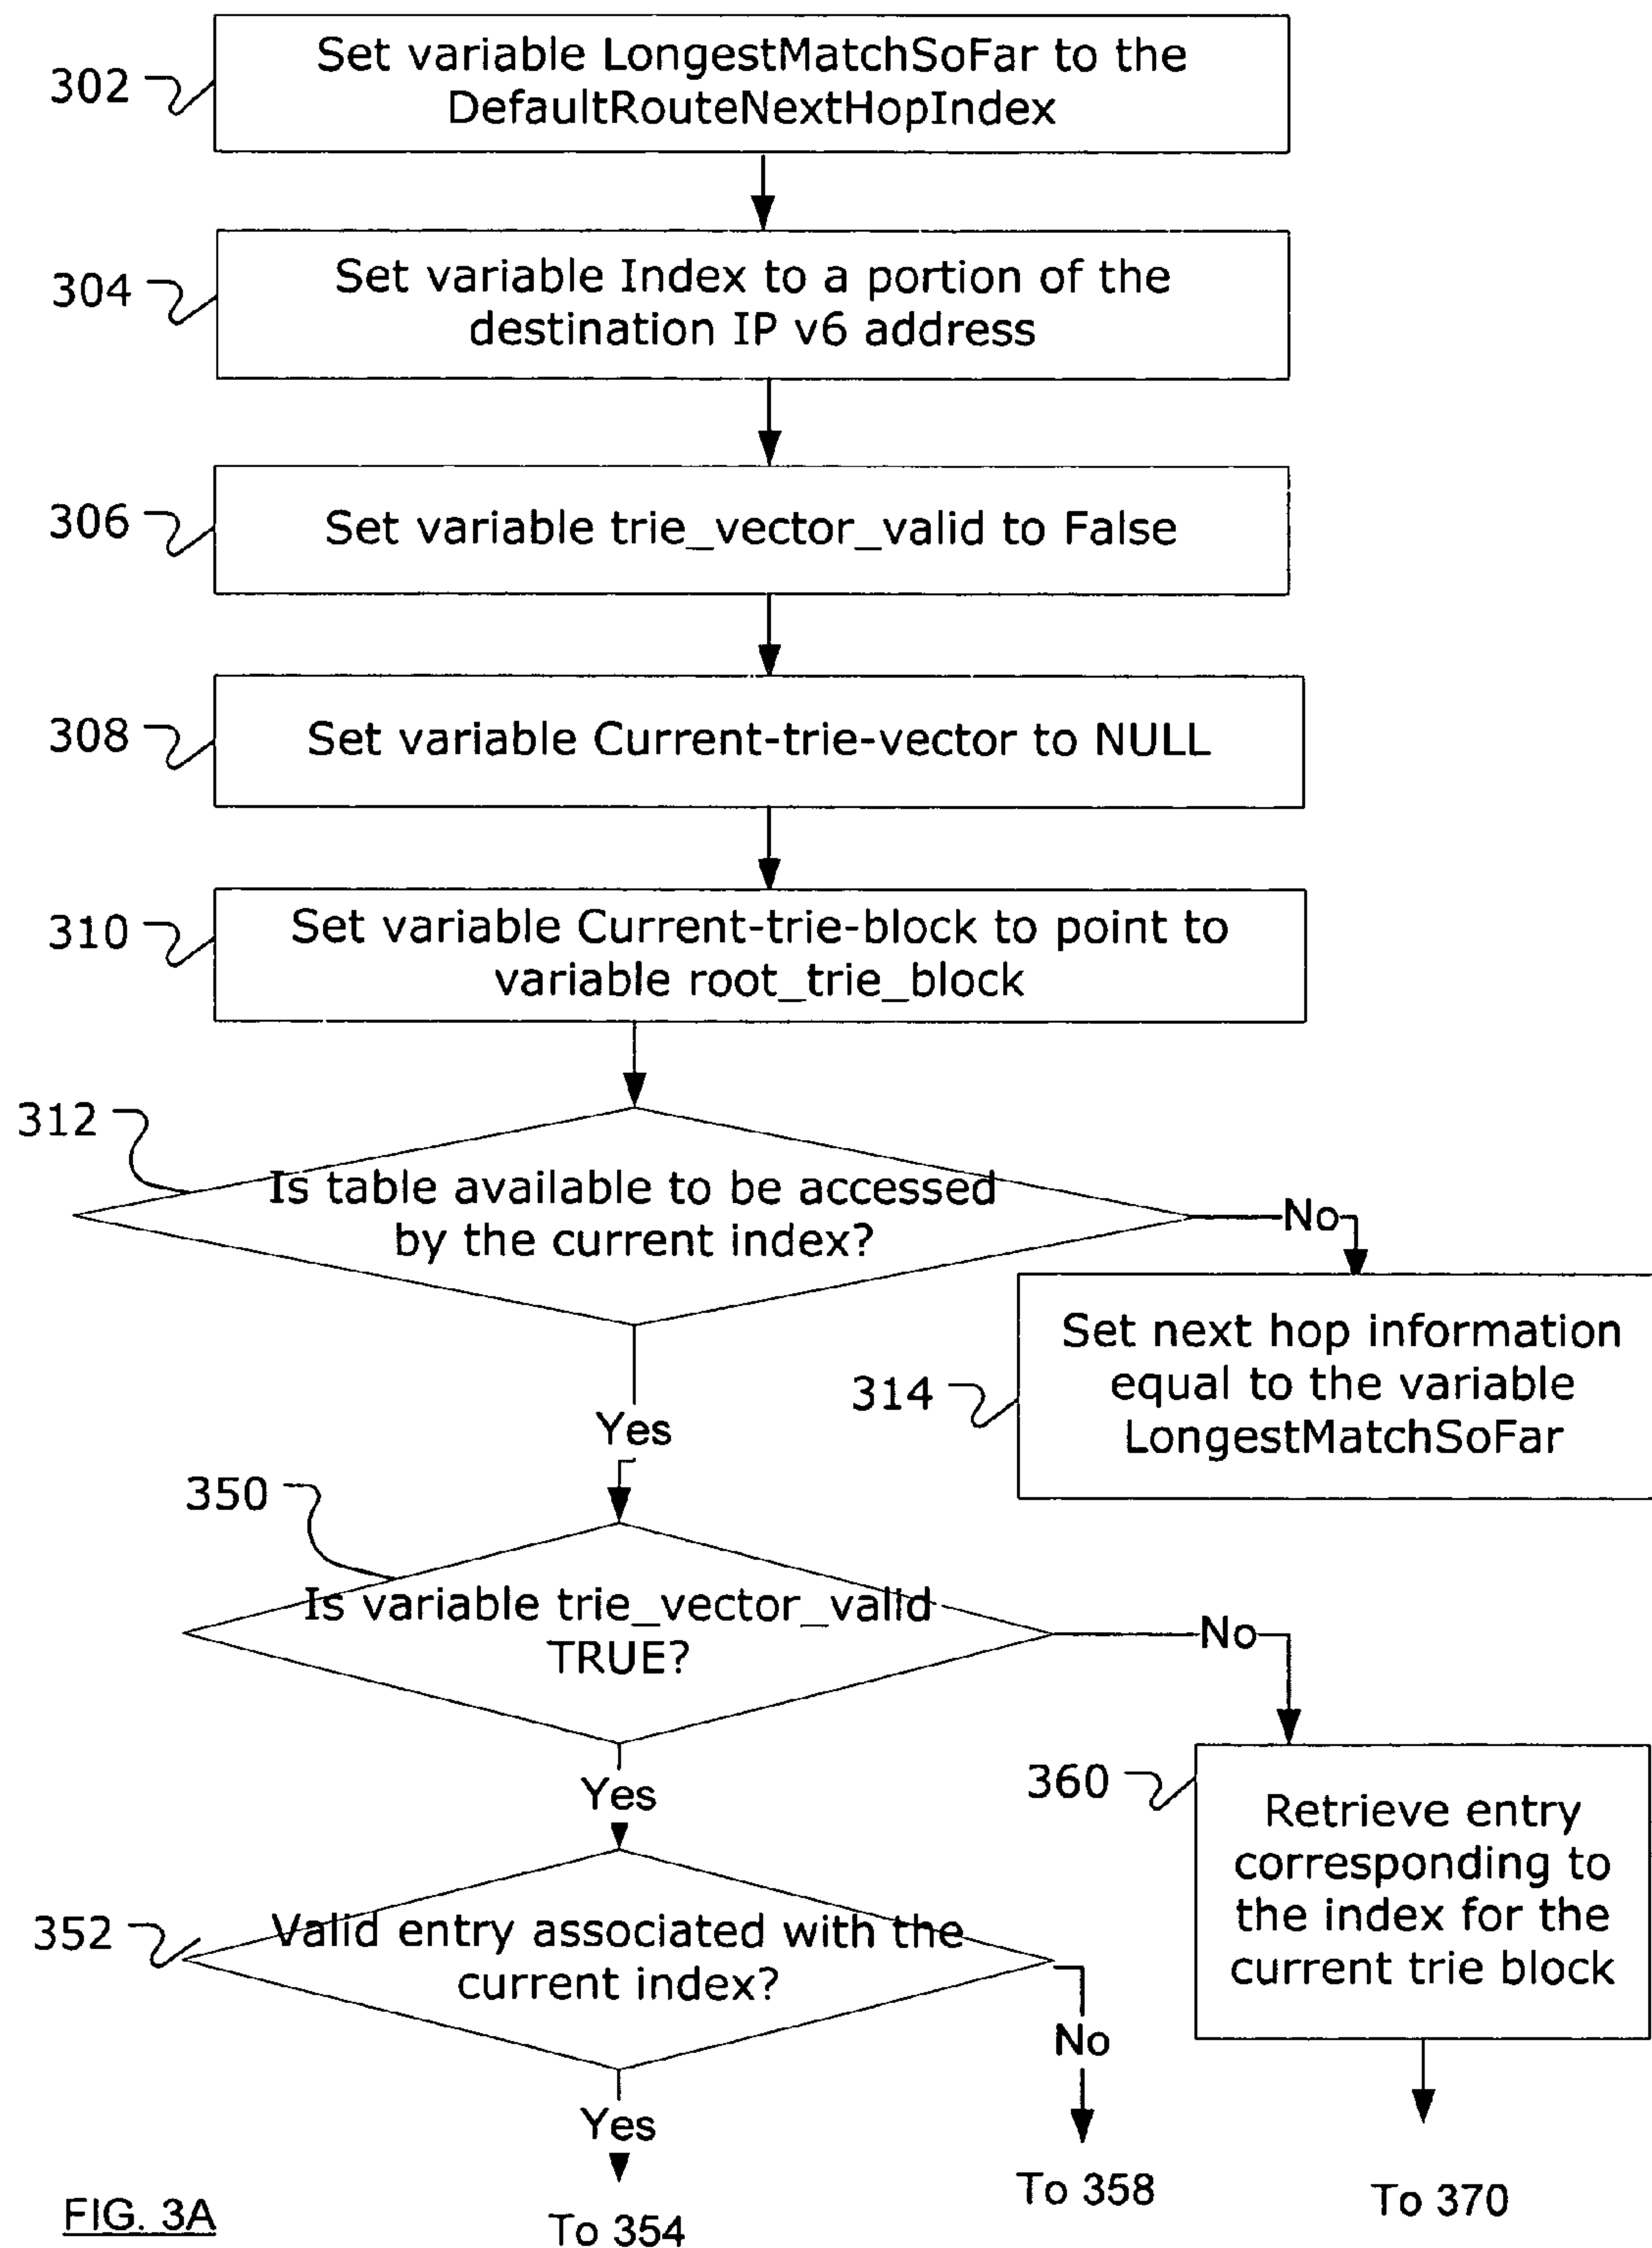 302
Set variable LongestMatchSoFar to the
DefaultRouteNextHopIndex
304
Set variable Index to a portion of the
destination IP v6 address
306
Set variable trie_vector_valid to False
308
Set variable Current-trie-vector to NULL
310
Set variable Current-trie-block to point to
variable root_trie_block
312
Is table available to be accessed
by the current index?
No
314
Set next hop information
equal to the variable
LongestMatchSoFar
Yes
350
Is variable trie_vector_valid
TRUE?
No
Yes
360
Retrieve entry
corresponding to
the index for the
current trie block
352
Valid entry associated with the
current index?
No
Yes
To 354
To 358
To 370
FIG. 3A